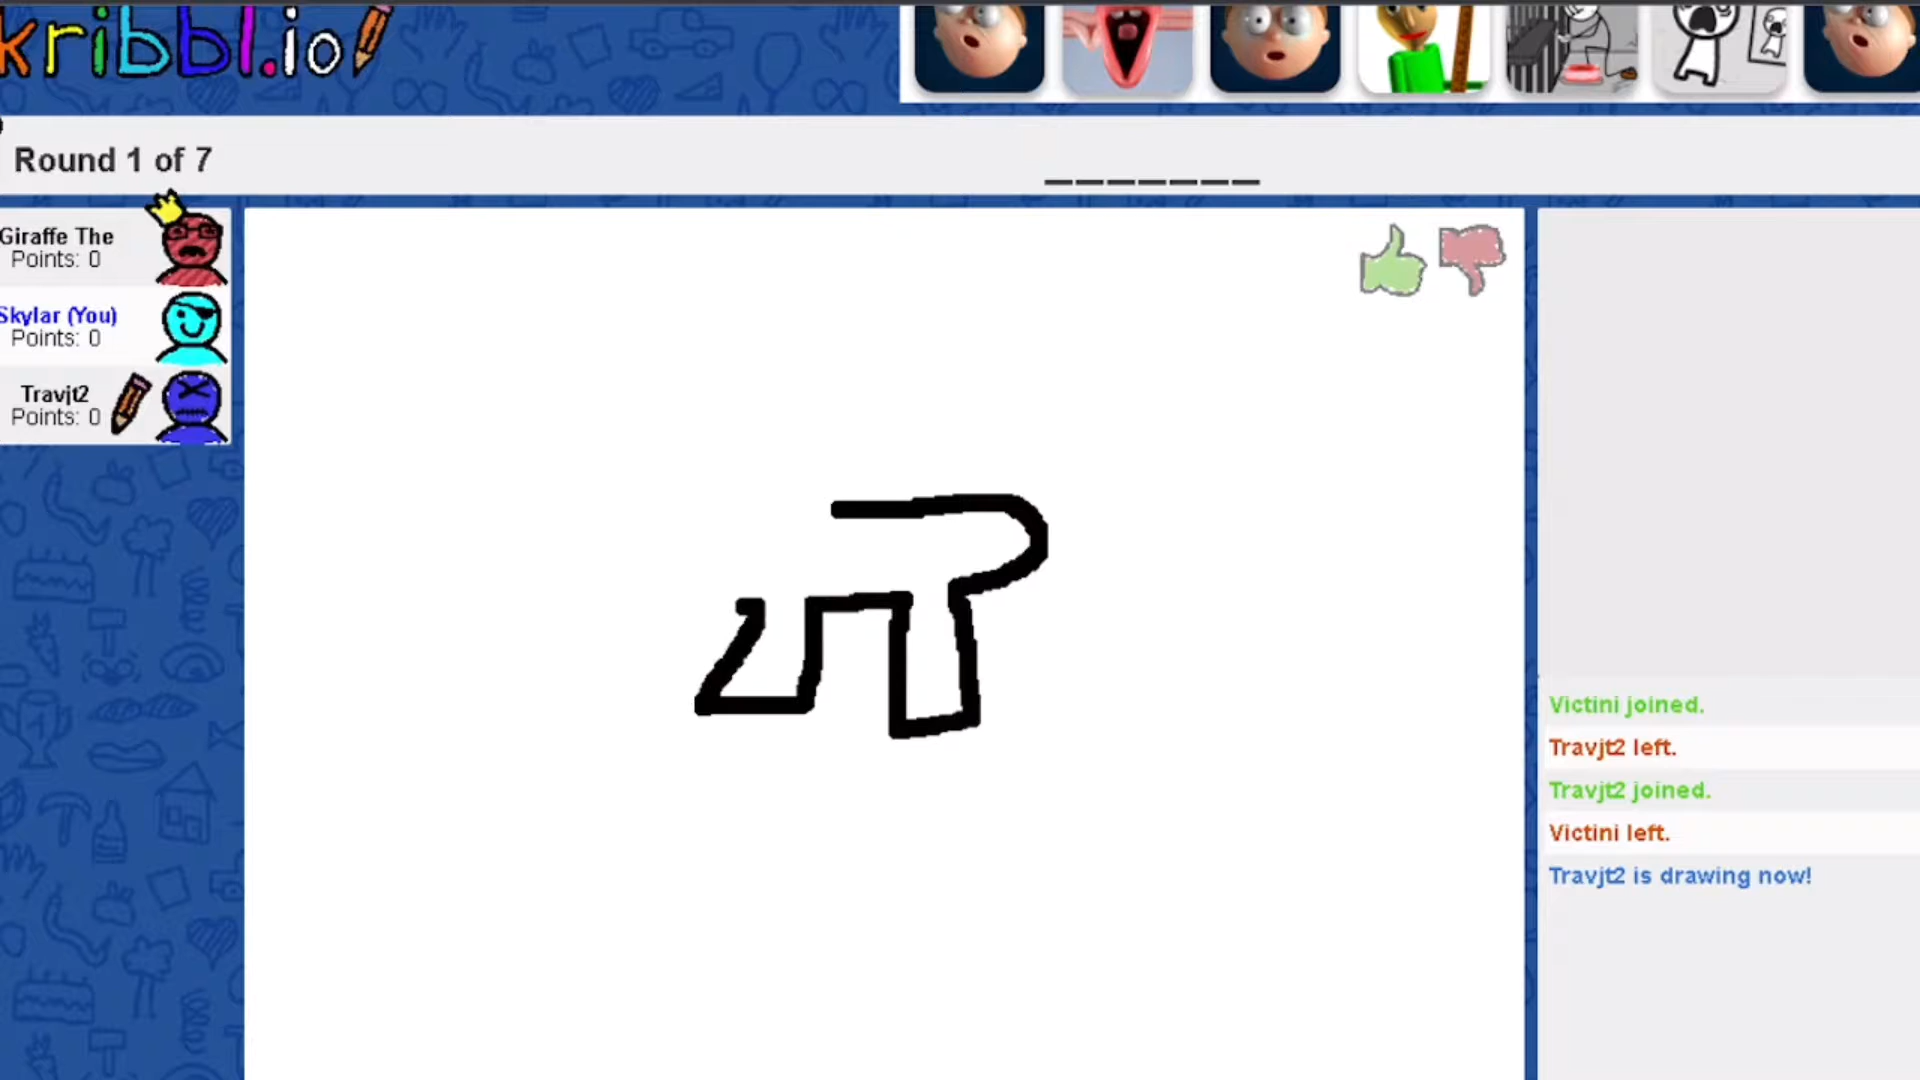 kribbl.io
Round 1 of 7
_______
Giraffe The
Points: 0
Skylar (You)
Points: 0
Travjt2
Points: 0
Victini joined.
Travjt2 left.
Travjt2 joined.
Victini left.
Travjt2 is drawing now!